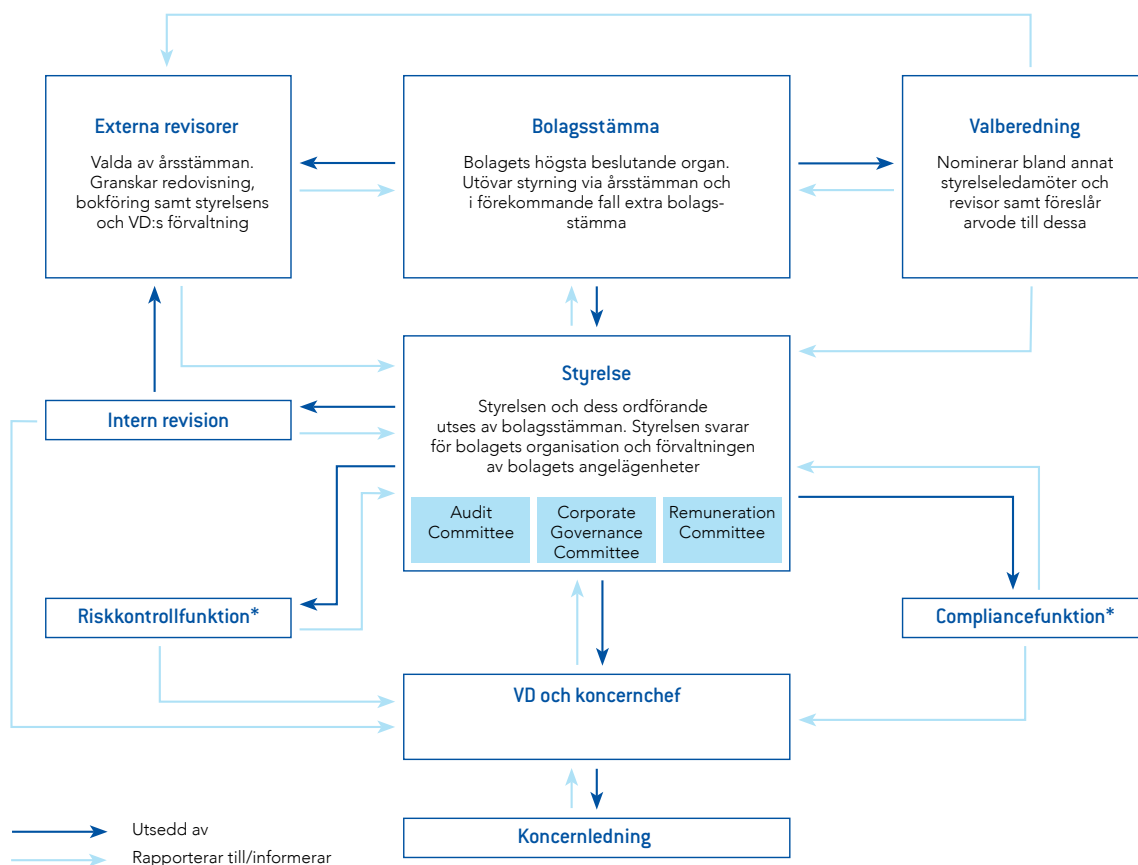 Externa revisorer
Valda av årsstämman.
Granskar redovisning,
bokföring samt styrelsens
och VD:s förvaltning
Bolagsstämma
Bolagets högsta beslutande organ.
Utövar styrning via årsstämman och
i förekommande fall extra bolags-
stämma
Valberedning
Nominerar bland annat
styrelseledamöter och
revisor samt föreslår
arvode till dessa
Styrelse
Styrelsen och dess ordförande
utses av bolagsstämman. Styrelsen svarar
för bolagets organisation och förvaltningen
av bolagets angelägenheter
Audit
Committee
Corporate
Governance
Committee
Remuneration
Committee
Intern revision
Riskkontrollfunktion*
Compliancefunktion*
VD och koncernchef
Koncernledning
Utsedd av
Rapporterar till/informerar